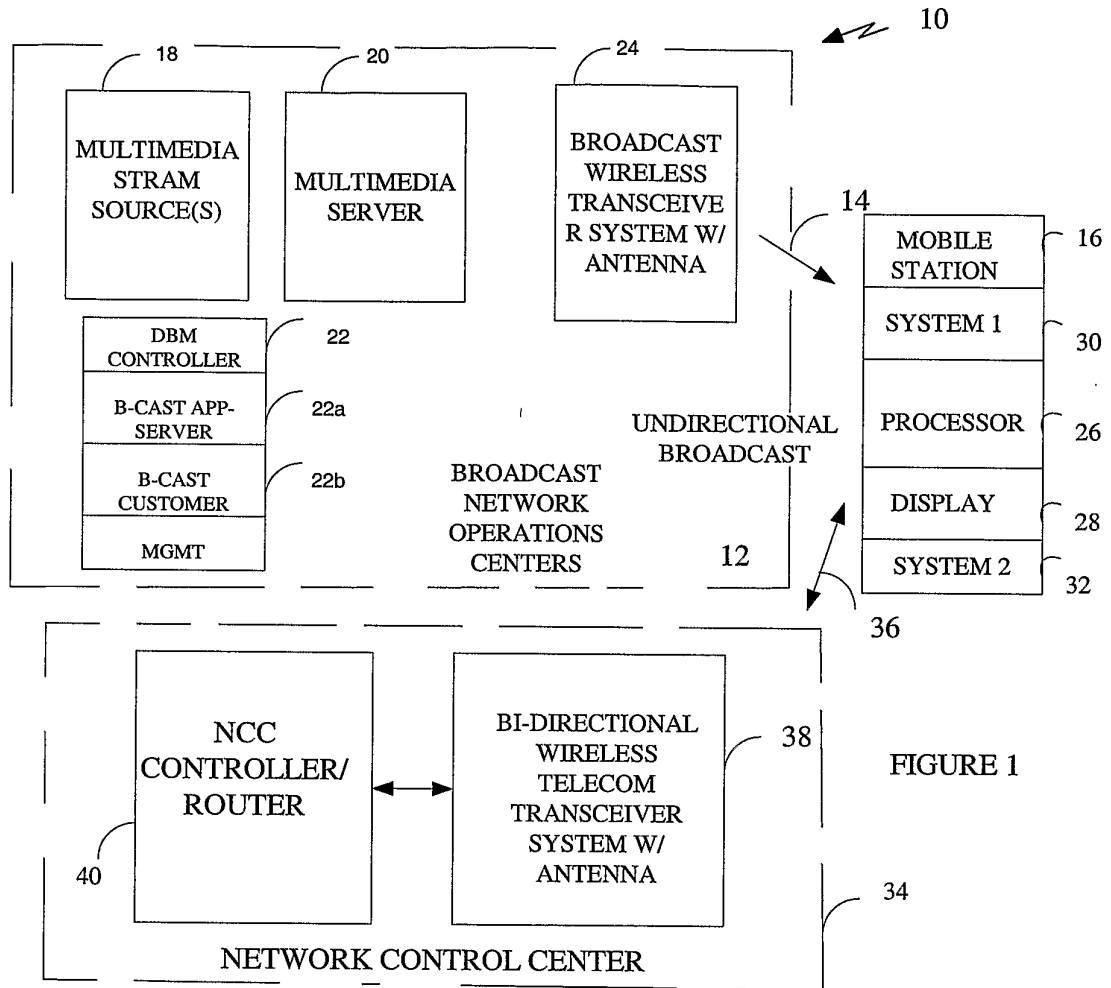 10
18
20
24
MULTIMEDIA
STRAM
SOURCE(S)
MULTIMEDIA
SERVER
BROADCAST
WIRELESS
TRANSCEIVE
R SYSTEM W/
ANTENNA
14
MOBILE
STATION
16
SYSTEM 1
30
PROCESSOR
26
DISPLAY
28
SYSTEM 2
32
DBM
CONTROLLER
22
B-CAST APP-
SERVER
22a
B-CAST
CUSTOMER
22b
MGMT
UNDIRECTIONAL
BROADCAST
BROADCAST
NETWORK
OPERATIONS
CENTERS
12
36
NCC
CONTROLLER/
ROUTER
40
BI-DIRECTIONAL
WIRELESS
TELECOM
TRANSCEIVER
SYSTEM W/
ANTENNA
38
FIGURE 1
34
NETWORK CONTROL CENTER